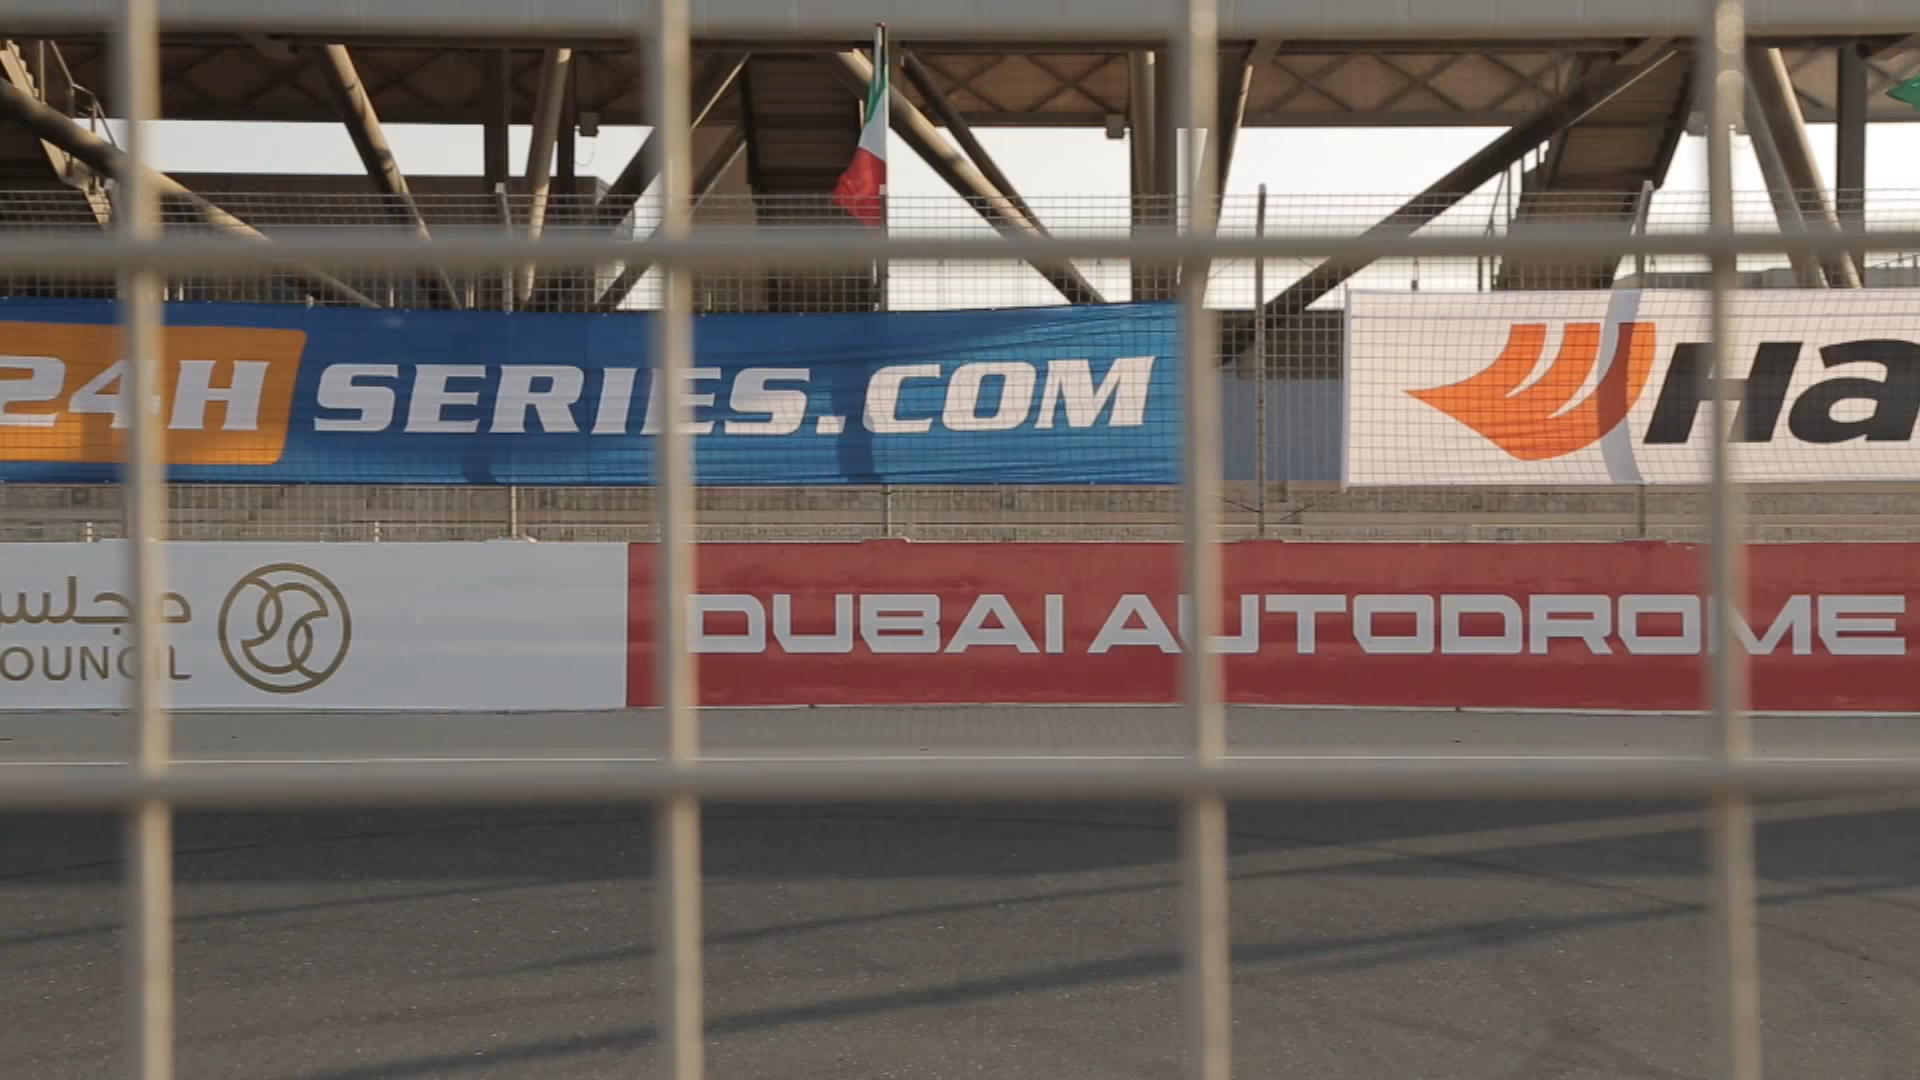 24H SERIES.COM
Ha
مجلس
OUNCIL
DUBAI AUTODROME